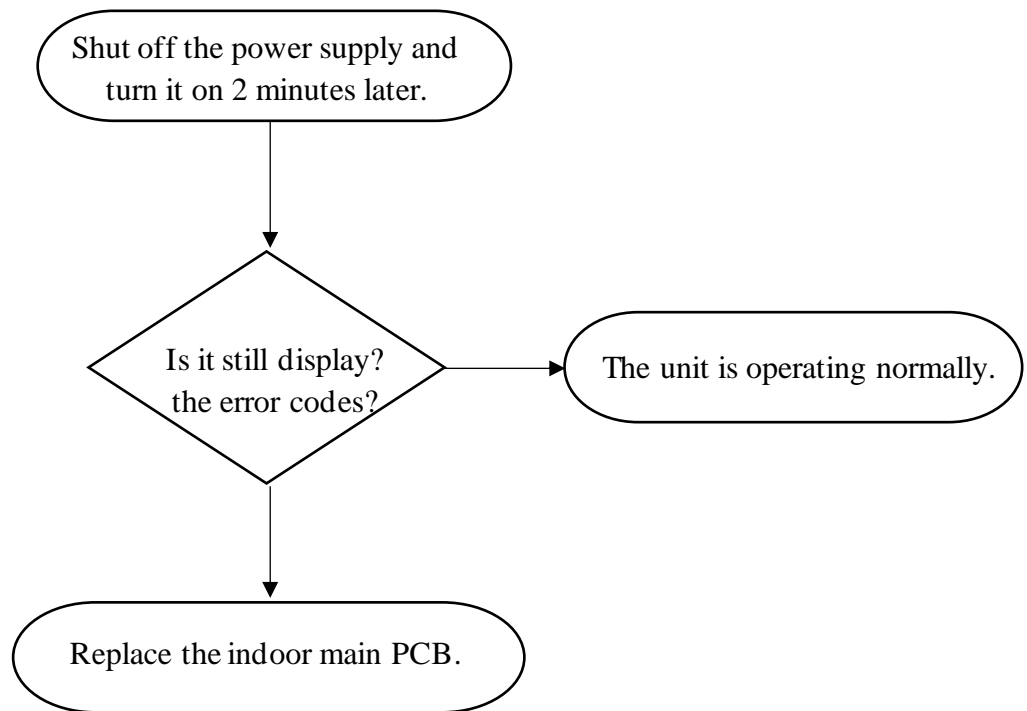 Shut off the power supply and
turn it on 2 minutes later.
Is it still display?
the error codes?
The unit is operating normally.
Replace the indoor main PCB.